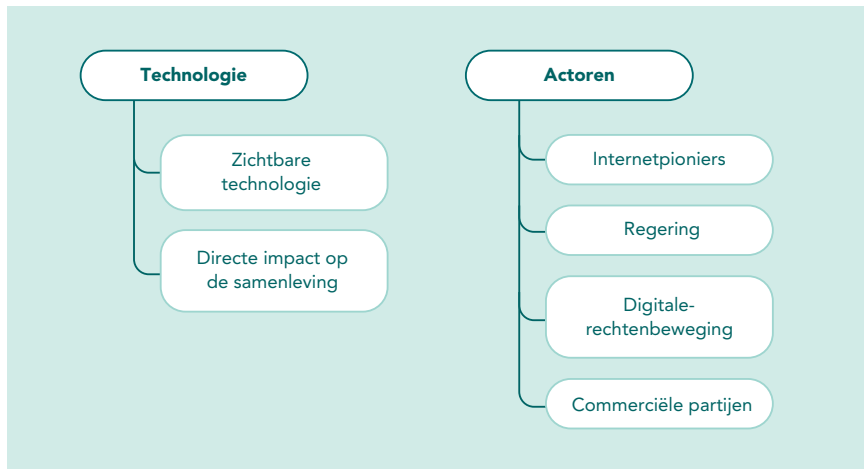 Technologie
Zichtbare
technologie
Directe impact op
de samenleving
Actoren
Internetpioniers
Regering
Digitale-
rechtenbeweging
Commerciële partijen